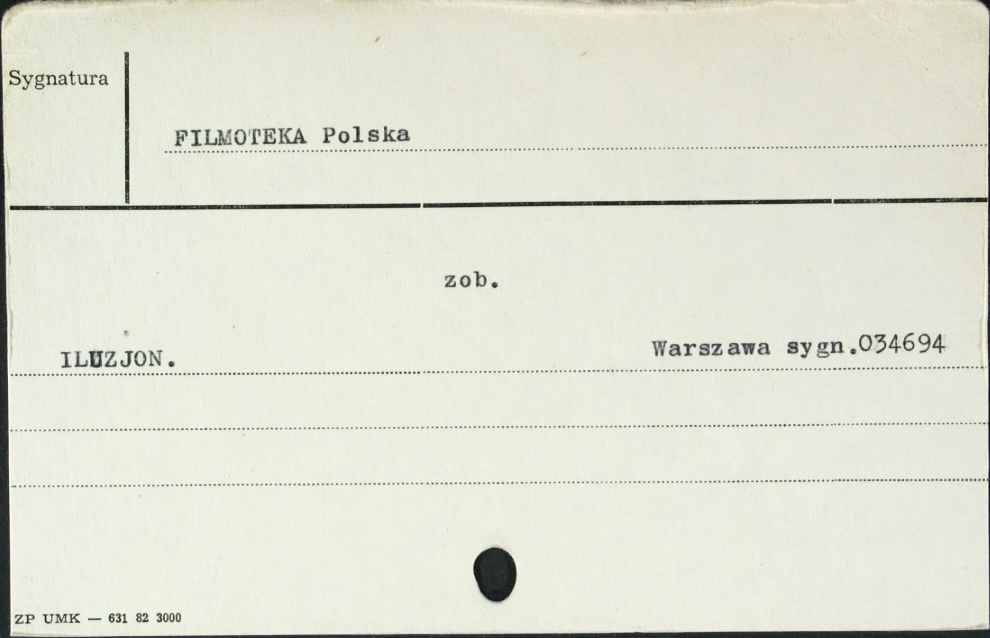 Sygnatura
FILMOTEKA Polska
zob.
ILUZJON. Warszawa sygn.034694
ZP UMK — 631 82 3000